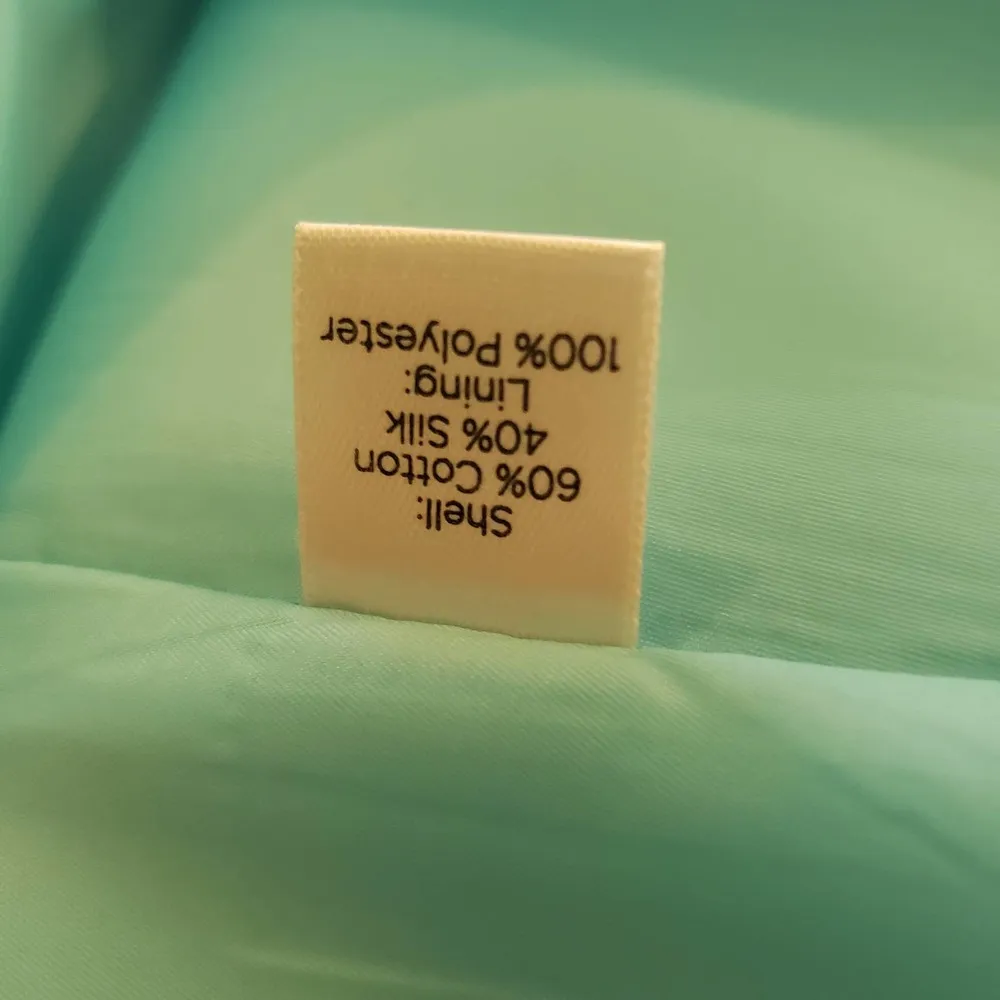 Shell:
60% Cotton
40% Silk
Lining:
100% Polyester